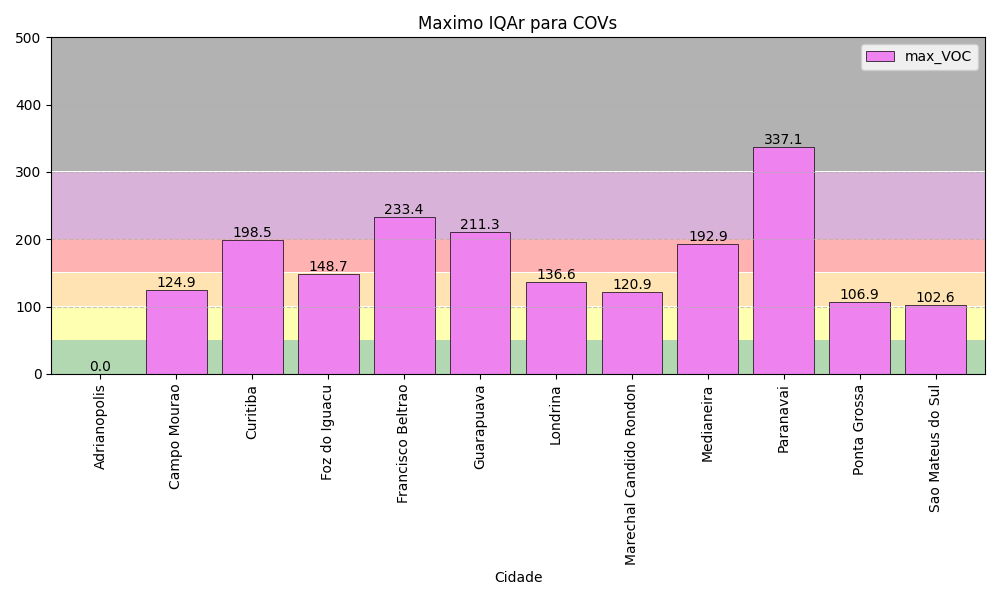 Maximo IQAr para COVs
max_VOC
500
400
300
200
100
0
0.0
124.9
198.5
148.7
233.4
211.3
136.6
120.9
192.9
337.1
106.9
102.6
Adrianopolis
Campo Mourao
Curitiba
Foz do Iguacu
Francisco Beltrao
Guarapuava
Londrina
Marechal Candido Rondon
Medianeira
Paranavai
Ponta Grossa
Sao Mateus do Sul
Cidade